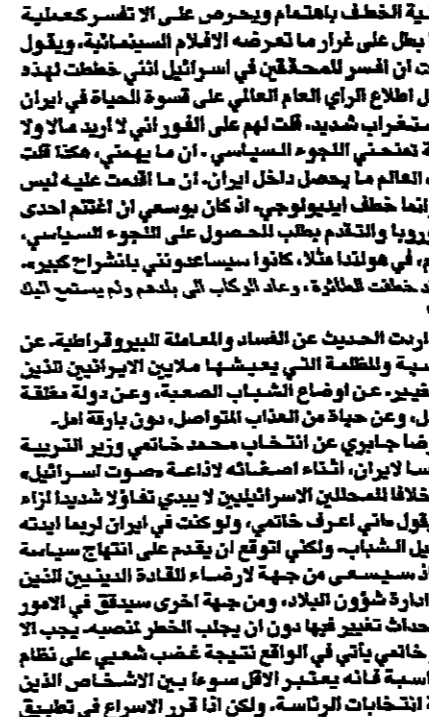 ـية الخطف باهتمام ويحرص على الا تفسر كعملية
بطل على غرار ما تعرضه الافلام السينمائية، ويقول
ت ان افسر للمحققين في اسرائيل انني خططت لهذه
ل اطلاع الرأي العام العالمي على قسوة الحياة في ايران
ستغراب شديد. قلت لهم على الفور اني لا اريد مالا ولا
ة تمنحني اللجوء السياسي. ان ما يهمني، هكذا قلت
العالم ما يحصل داخل ايران. ان ما اقدمت عليه ليس
وانما خطف ايديولوجي. اذ كان بوسعي ان اغتنم احدى
وروبا والتقدم بطلب للحصول على اللجوء السياسي،
م، في هولندا مثلا، كانوا سيساعدونني بانشراح كبير».
د خطفت الطائرة. وعاد الركاب الى بلدهم ولم يستمع اليك
اردت الحديث عن الفساد والمعاملة البيروقراطية. عن
سية والمظلمة التي يعيشها ملايين الايرانيين الذين
غيير. عن اوضاع الشباب الصعبة، وعن دولة مغلقة
ل، وعن حياة من العذاب المتواصل، دون بارقة امل.
رضا جابري عن انتخاب محمد خاتمي وزير التربية
سا لايران، اثناء اصغائه لاذاعة «صوت اسرائيل»
خلافا للمحللين الاسرائيليين لا يبدي تفاؤلا شديدا ازاء
يقول «اني اعرف خاتمي، ولو كنت في ايران لربما ايدته
يل الشباب. ولكني اتوقع ان يقدم على انتهاج سياسة
ذ سيسعى من جهة لارضاء القادة الدينيين الذين
ادارة شؤون البلاد، ومن جهة اخرى سيدقق في الامور
حداث تغيير فيها دون ان يجلب الخطر لمنصبه. يجب الا
خاتمي يأتي في الواقع نتيجة غضب شعبي على نظام
اسبة فانه يعتبر الاقل سوءا بين الاشخاص الذين
ة انتخابات الرئاسة. ولكن اذا قرر الاسراع في تطبيق